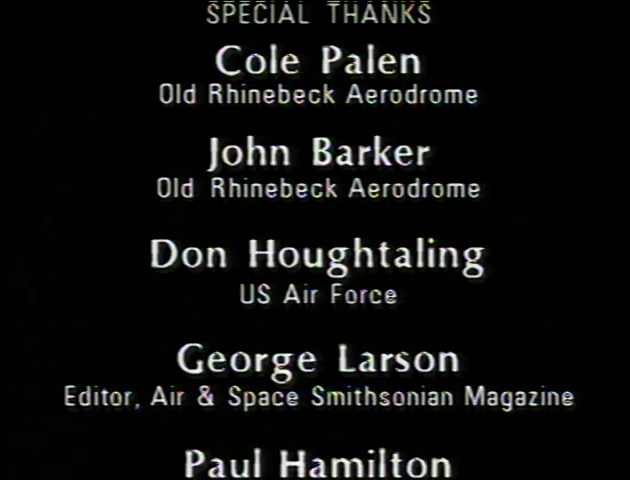 SPECIAL THANKS
Cole Palen
Old Rhinebeck Aerodrome
John Barker
Old Rhinebeck Aerodrome
Don Houghtaling
US Air Force
George Larson
Editor, Air & Space Smithsonian Magazine
Paul Hamilton